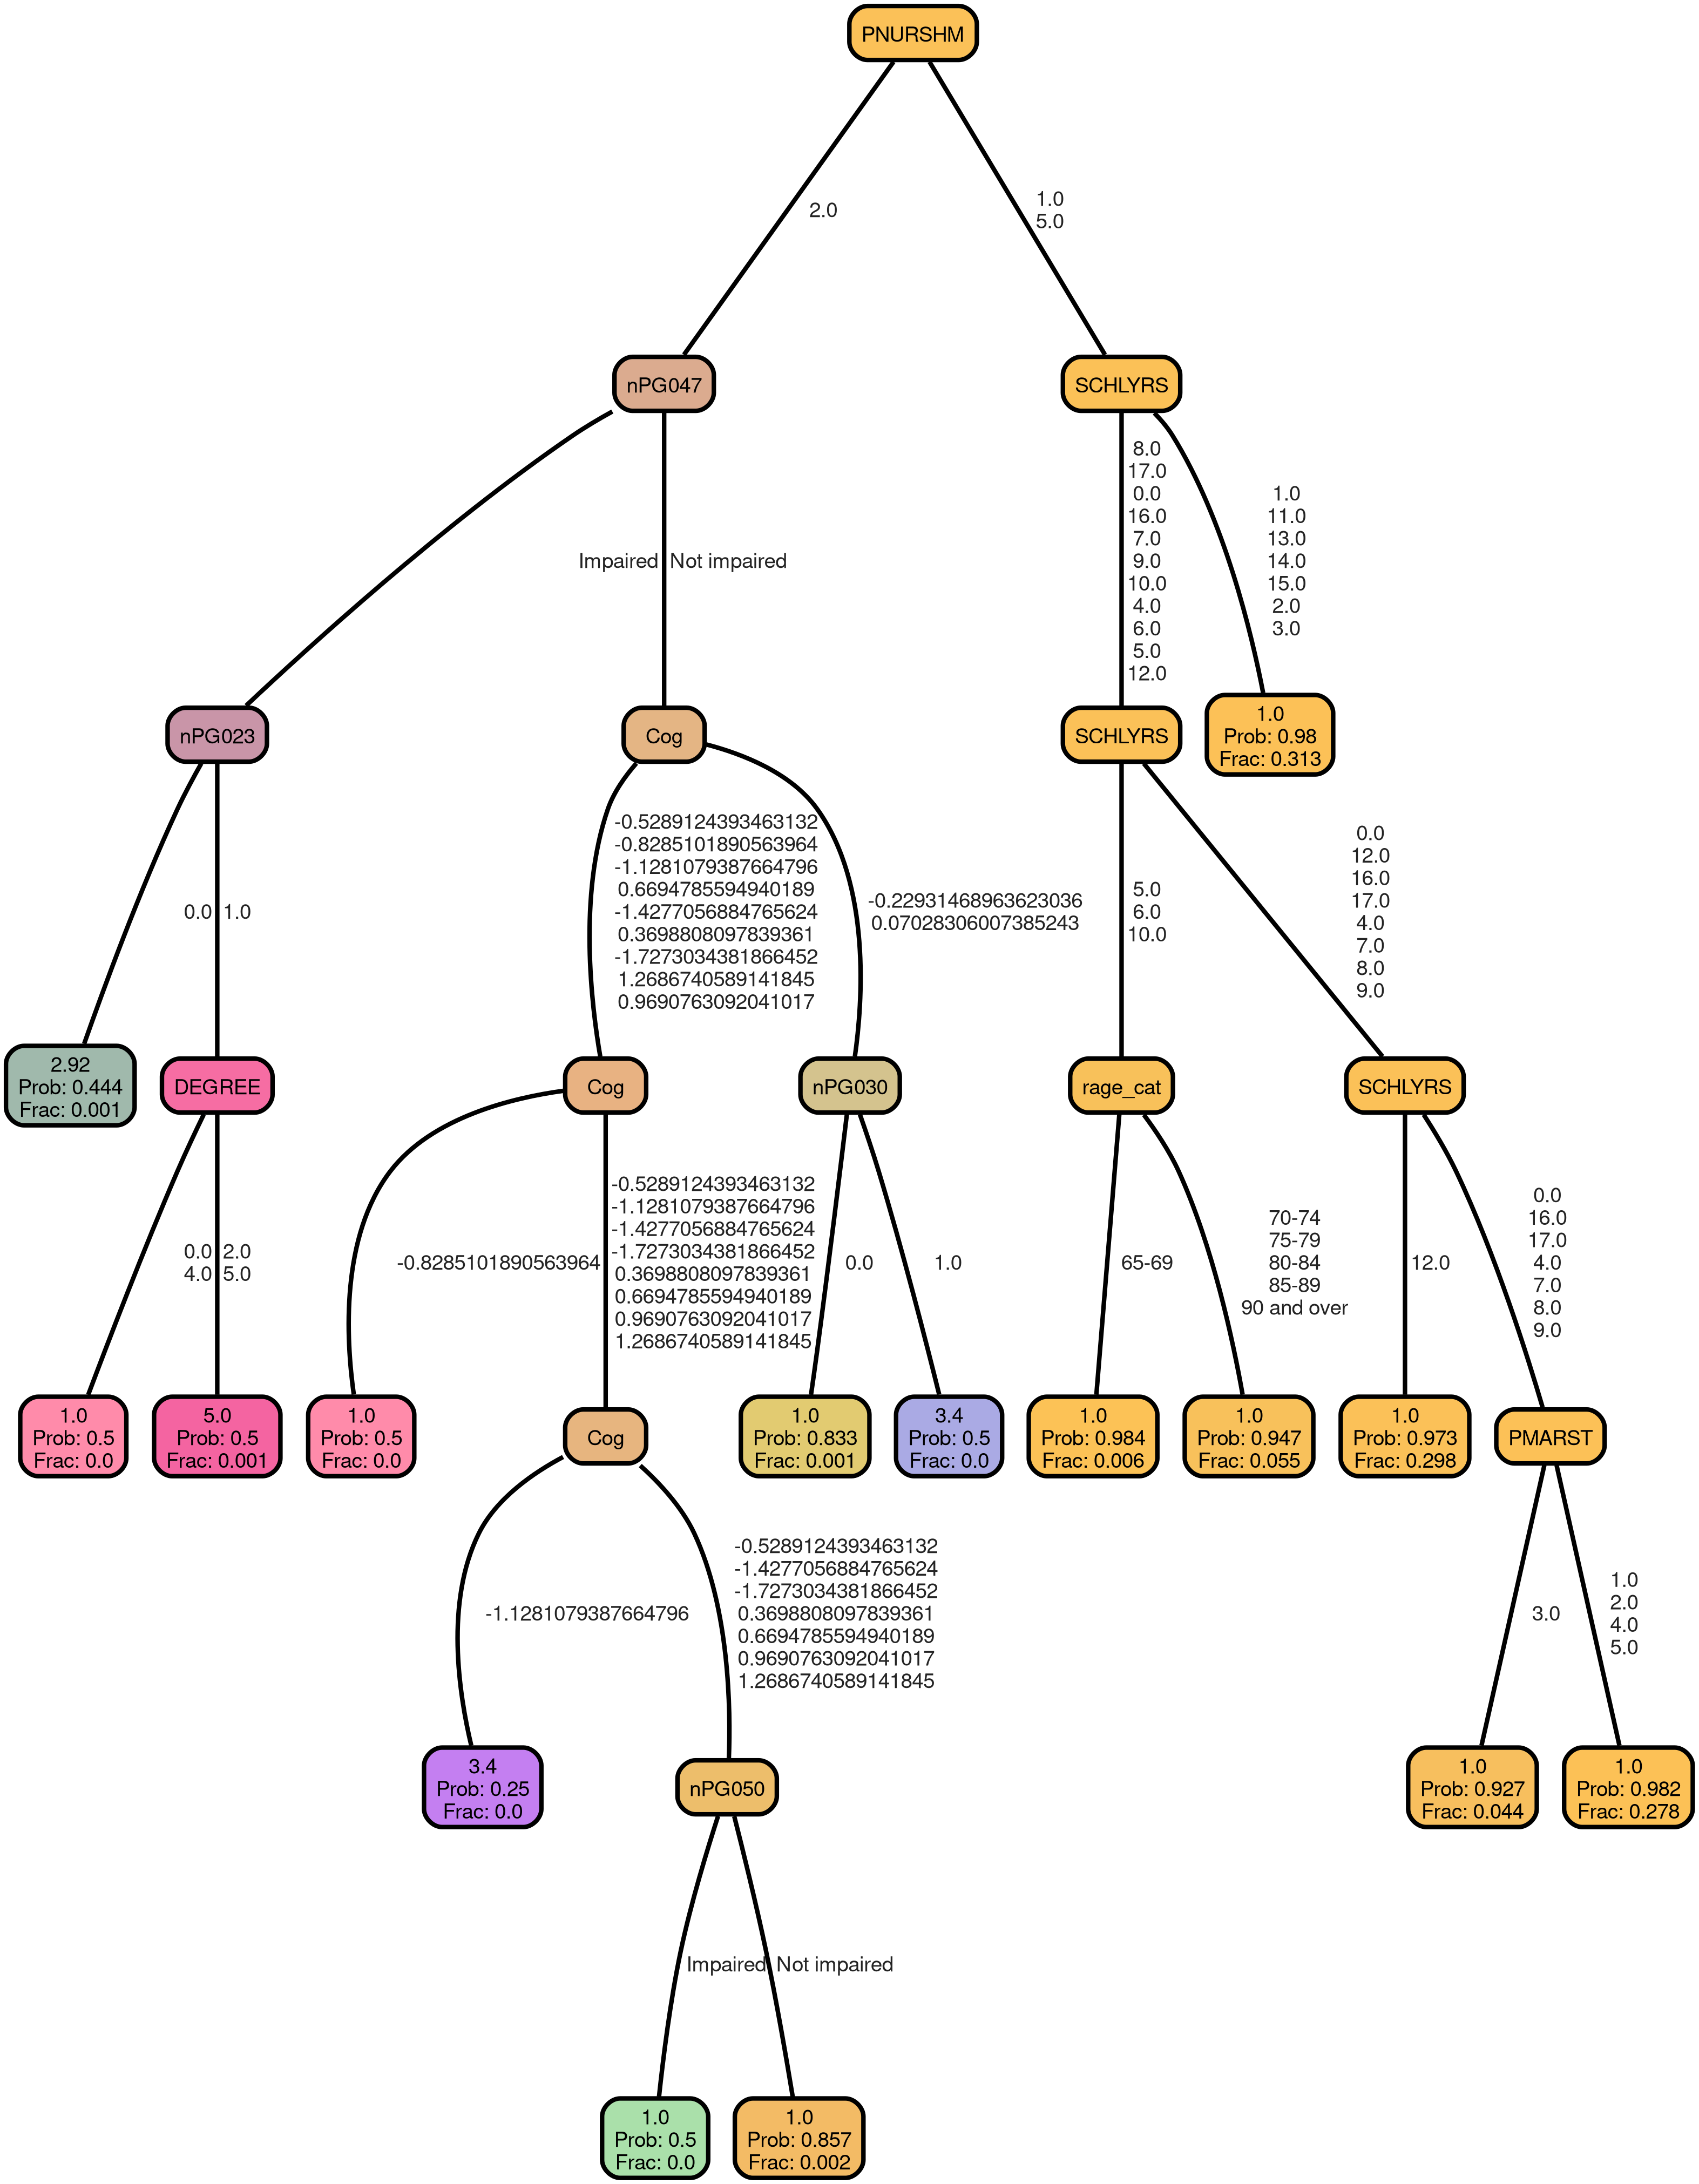 PNURSHM
2.0
1.0
5.0
nPG047
SCHLYRS
Impaired
Not impaired
8.0
17.0
0.0
16.0
7.0
9.0
10.0
4.0
6.0
5.0
12.0
1.0
11.0
13.0
14.0
15.0
2.0
3.0
nPG023
Cog
SCHLYRS
1.0
Prob: 0.98
Frac: 0.313
0.0
1.0
-0.5289124393463132
-0.8285101890563964
-1.1281079387664796
0.6694785594940189
-1.4277056884765624
0.3698808097839361
-1.7273034381866452
1.2686740589141845
0.9690763092041017
-0.22931468963623036
0.07028306007385243
5.0
6.0
10.0
0.0
12.0
16.0
17.0
4.0
7.0
8.0
9.0
2.92
Prob: 0.444
Frac: 0.001
DEGREE
Cog
nPG030
rage_cat
SCHLYRS
0.0
4.0
2.0
5.0
-0.8285101890563964
-0.5289124393463132
-1.1281079387664796
-1.4277056884765624
-1.7273034381866452
0.3698808097839361
0.6694785594940189
0.9690763092041017
1.2686740589141845
0.0
1.0
65-69
70-74
75-79
80-84
85-89
90 and over
12.0
0.0
16.0
17.0
4.0
7.0
8.0
9.0
1.0
Prob: 0.5
Frac: 0.0
5.0
Prob: 0.5
Frac: 0.001
1.0
Prob: 0.5
Frac: 0.0
Cog
1.0
Prob: 0.833
Frac: 0.001
3.4
Prob: 0.5
Frac: 0.0
1.0
Prob: 0.984
Frac: 0.006
1.0
Prob: 0.947
Frac: 0.055
1.0
Prob: 0.973
Frac: 0.298
PMARST
-1.1281079387664796
-0.5289124393463132
-1.4277056884765624
-1.7273034381866452
0.3698808097839361
0.6694785594940189
0.9690763092041017
1.2686740589141845
3.0
1.0
2.0
4.0
5.0
3.4
Prob: 0.25
Frac: 0.0
nPG050
1.0
Prob: 0.927
Frac: 0.044
1.0
Prob: 0.982
Frac: 0.278
Impaired
Not impaired
1.0
Prob: 0.5
Frac: 0.0
1.0
Prob: 0.857
Frac: 0.002